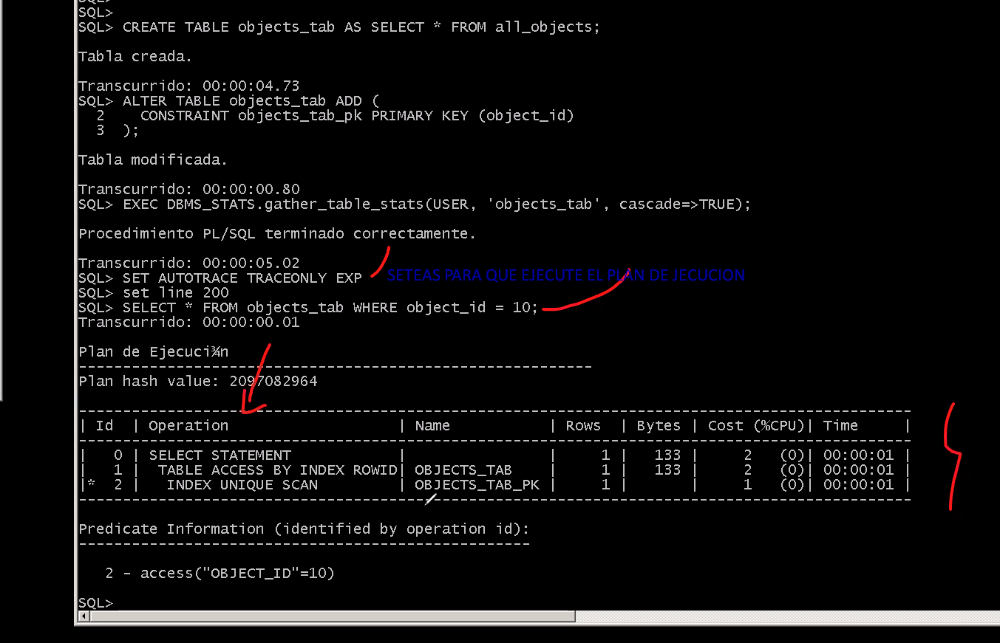 SQL>
SQL> CREATE TABLE objects_tab AS SELECT * FROM all_objects;
Tabla creada.
Transcurrido: 00:00:04.73
SQL> ALTER TABLE objects_tab ADD (
2 CONSTRAINT objects_tab_pk PRIMARY KEY (object_id)
3 );
Tabla modificada.
Transcurrido: 00:00:00.80
SQL> EXEC DBMS_STATS.gather_table_stats(USER, 'objects_tab', cascade=>TRUE);
Procedimiento PL/SQL terminado correctamente.
Transcurrido: 00:00:05.02
SQL> SET AUTOTRACE TRACEONLY EXP
SETEAS PARA QUE EJECUTE EL PLAN DE JECUCION
SQL> set line 200
SQL> SELECT * FROM objects_tab WHERE object_id = 10;
Transcurrido: 00:00:00.01
Plan de Ejecuci¾n
----------------------------------------------------------
Plan hash value: 2097082964
----------------------------------------------------------------------------------------------
| Id | Operation | Name | Rows | Bytes | Cost (%CPU)| Time |
----------------------------------------------------------------------------------------------
| 0 | SELECT STATEMENT | | 1 | 133 | 2 (0)| 00:00:01 |
| 1 | TABLE ACCESS BY INDEX ROWID| OBJECTS_TAB | 1 | 133 | 2 (0)| 00:00:01 |
|* 2 | INDEX UNIQUE SCAN | OBJECTS_TAB_PK | 1 | | 1 (0)| 00:00:01 |
----------------------------------------------------------------------------------------------
Predicate Information (identified by operation id):
---------------------------------------------------
2 - access("OBJECT_ID"=10)
SQL>